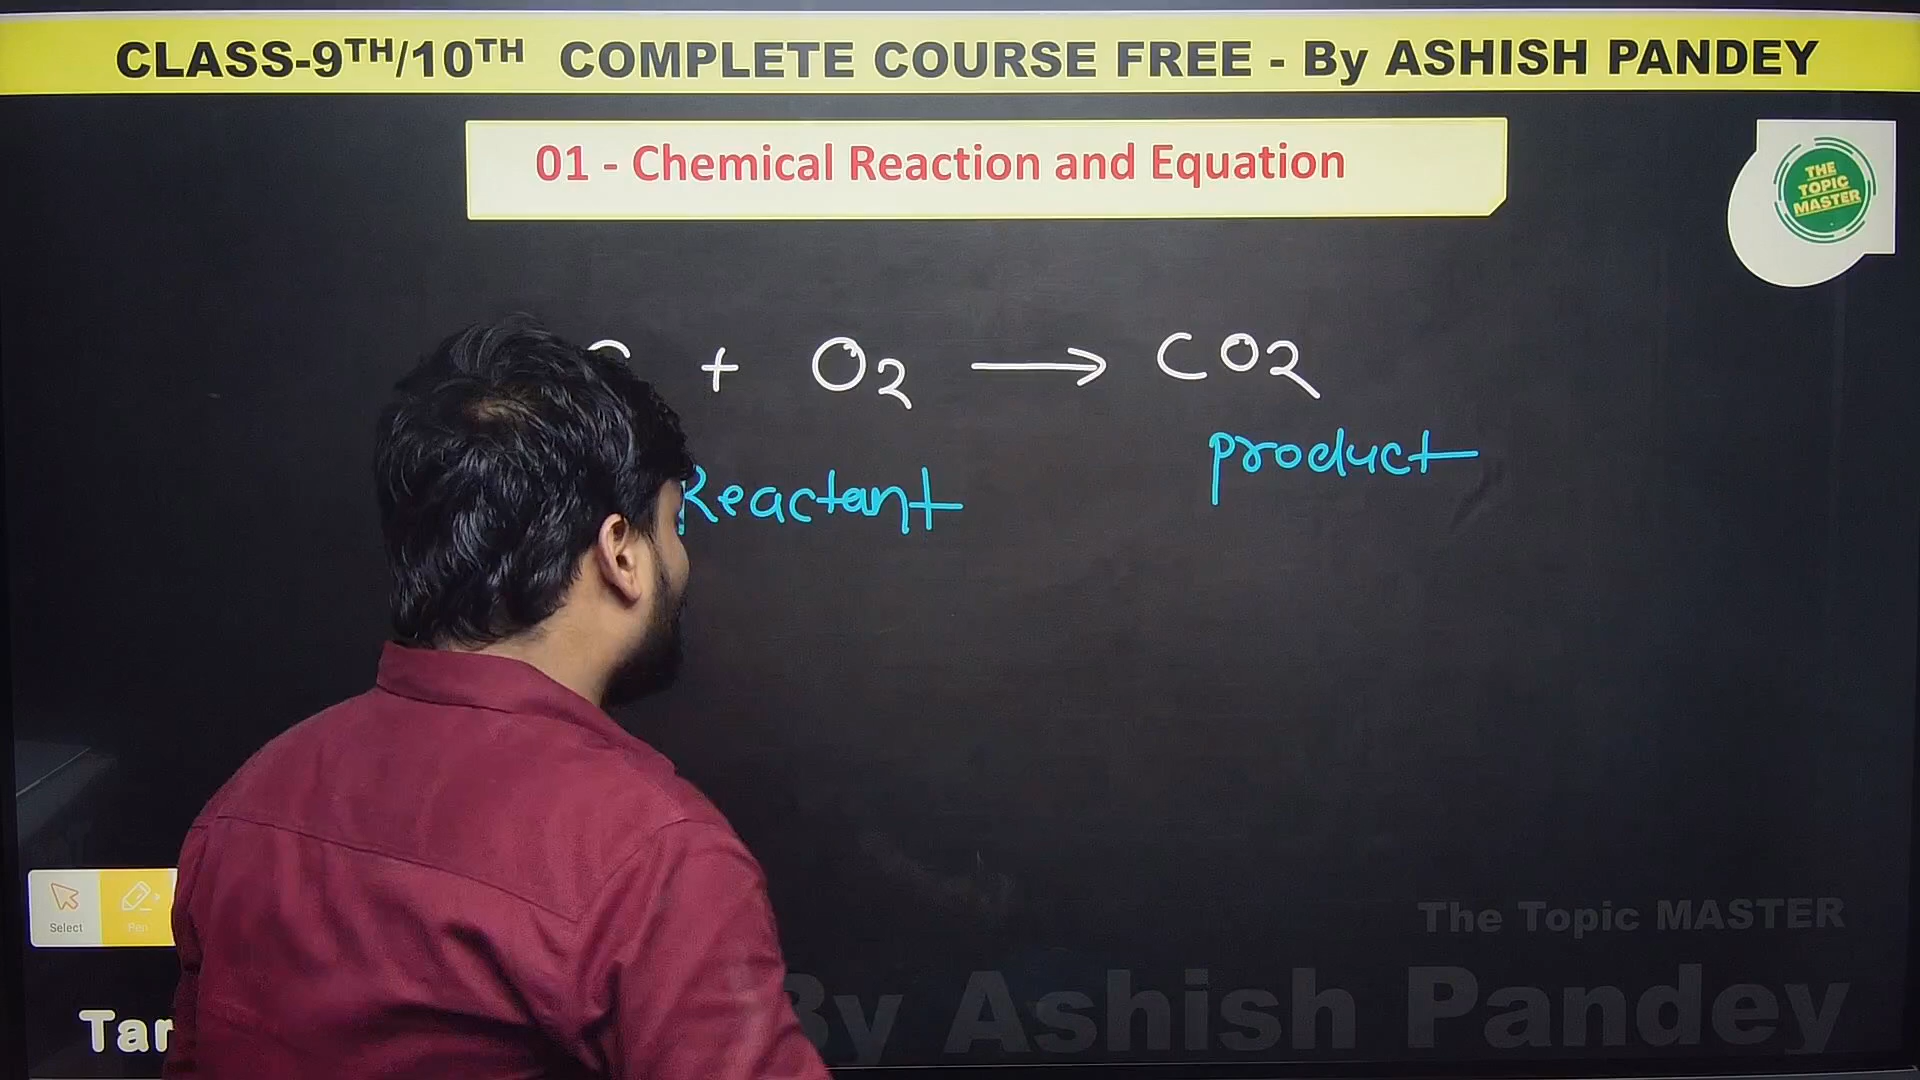 CLASS-9TH/10TH COMPLETE COURSE FREE - By ASHISH PANDEY
01 - Chemical Reaction and Equation
THE
TOPIC
MASTER
+ O2 → CO2
product
Reactant
Select
Pen
The Topic MASTER
By Ashish Pandey